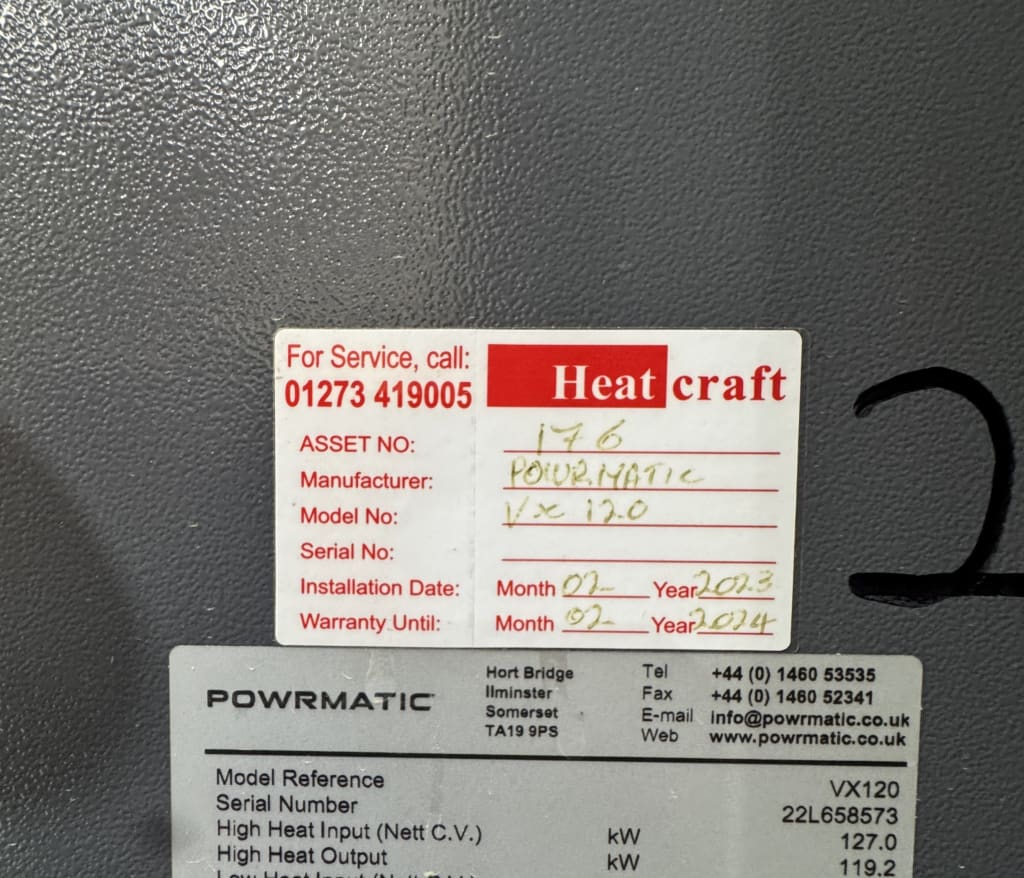 For Service, call:
01273 419005
Heatcraft
ASSET NO: 176
Manufacturer: POWRMATIC
Model No: Vx 120
Serial No:
Installation Date: Month 02 Year 2023
Warranty Until: Month 02 Year 2024
2
POWRMATIC
Hort Bridge
Ilminster
Somerset
TA19 9PS
Tel +44 (0) 1460 53535
Fax +44 (0) 1460 52341
E-mail info@powrmatic.co.uk
Web www.powrmatic.co.uk
Model Reference VX120
Serial Number 22L658573
High Heat Input (Nett C.V.) kW 127.0
High Heat Output kW 119.2